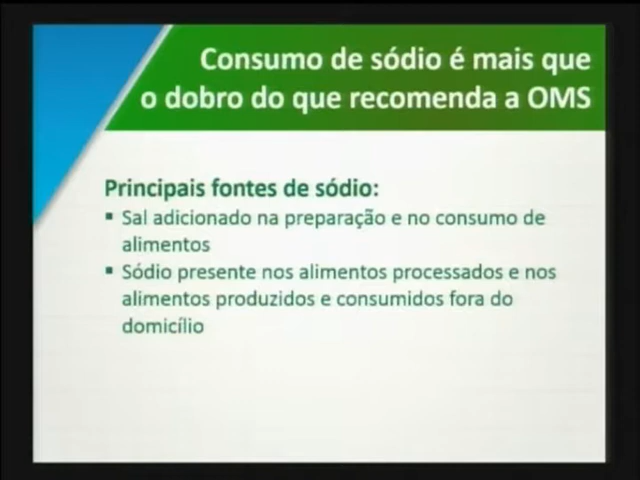 Consumo de sódio é mais que
o dobro do que recomenda a OMS
Principais fontes de sódio:
▪ Sal adicionado na preparação e no consumo de
alimentos
▪ Sódio presente nos alimentos processados e nos
alimentos produzidos e consumidos fora do
domicílio